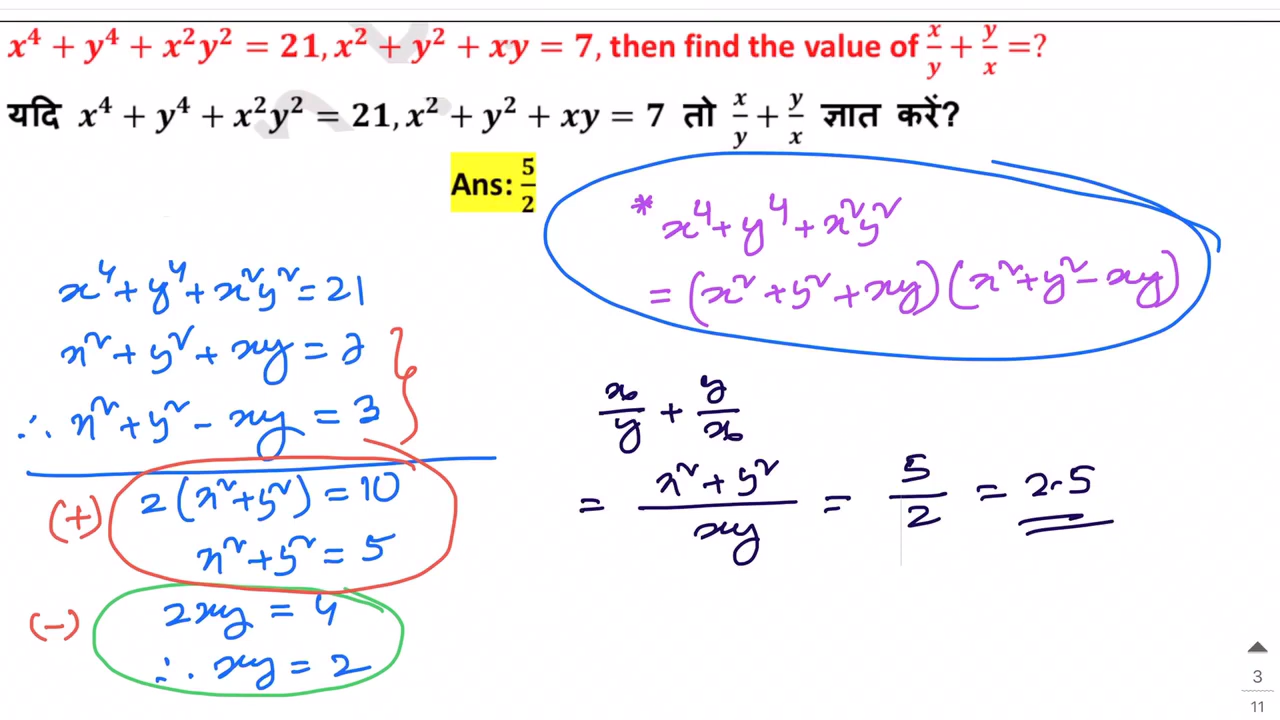 x⁴ + y⁴ + x²y² = 21, x² + y² + xy = 7, then find the value of x/y + y/x =?
यदि x⁴ + y⁴ + x²y² = 21, x² + y² + xy = 7 तो x/y + y/x ज्ञात करें?
Ans: 5/2
* x⁴ + y⁴ + x²y²
= (x² + y² + xy)(x² + y² - xy)
x⁴ + y⁴ + x²y² = 21
x² + y² + xy = 7
∴ x² + y² - xy = 3
(+) 2(x² + y²) = 10
x² + y² = 5
(-) 2xy = 4
∴ xy = 2
x/y + y/x
= (x² + y²)/xy = 5/2 = 2.5
3
11